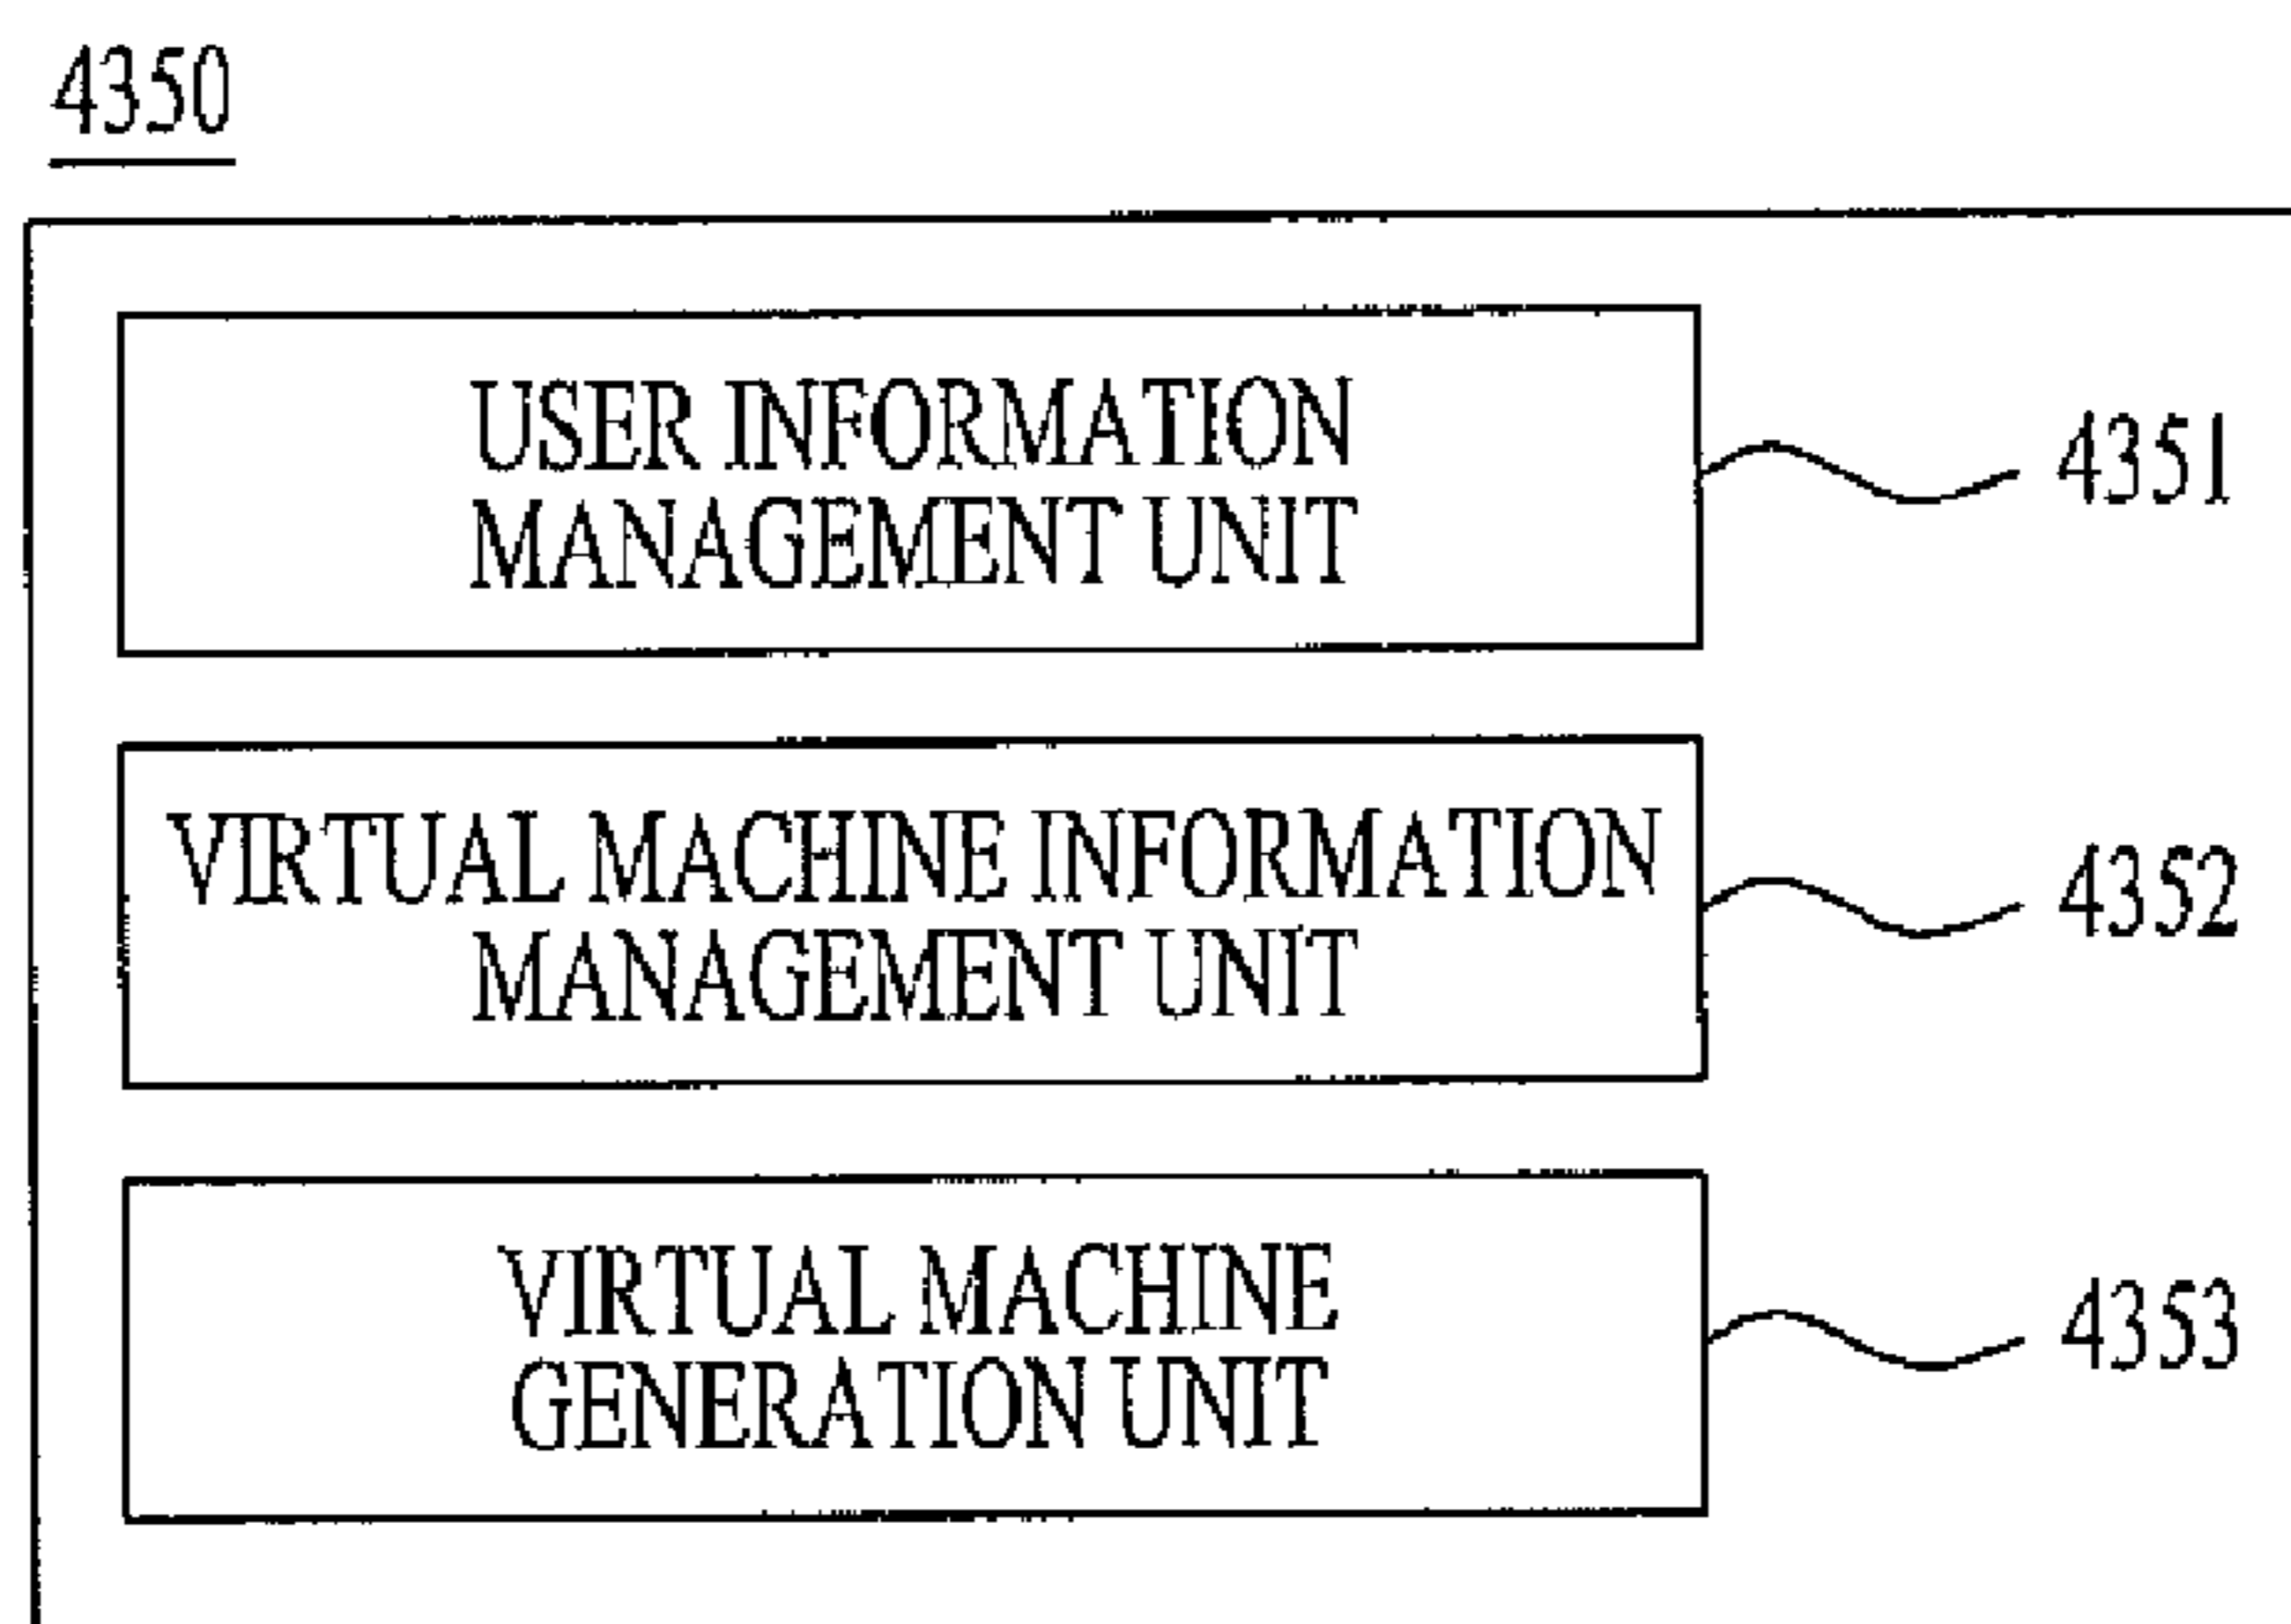 4350
USER INFORMATION
MANAGEMENT UNIT
4351
VIRTUAL MACHINE INFORMATION
MANAGEMENT UNIT
4352
VIRTUAL MACHINE
GENERATION UNIT
4353